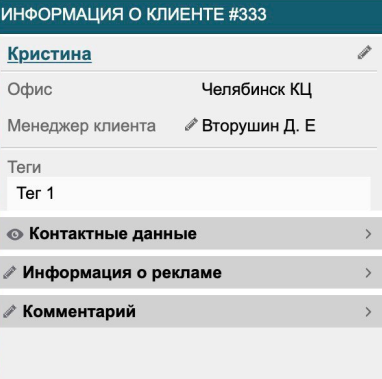 ИНФОРМАЦИЯ О КЛИЕНТЕ #333
Кристина
Офис Челябинск КЦ
Менеджер клиента Вторушин Д. Е
Теги
Тег 1
Контактные данные
Информация о рекламе
Комментарий